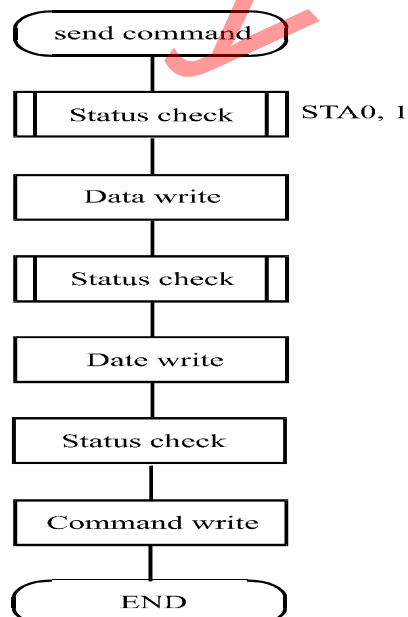 send command
Status check
STA0, 1
Data write
Status check
Date write
Status check
Command write
END